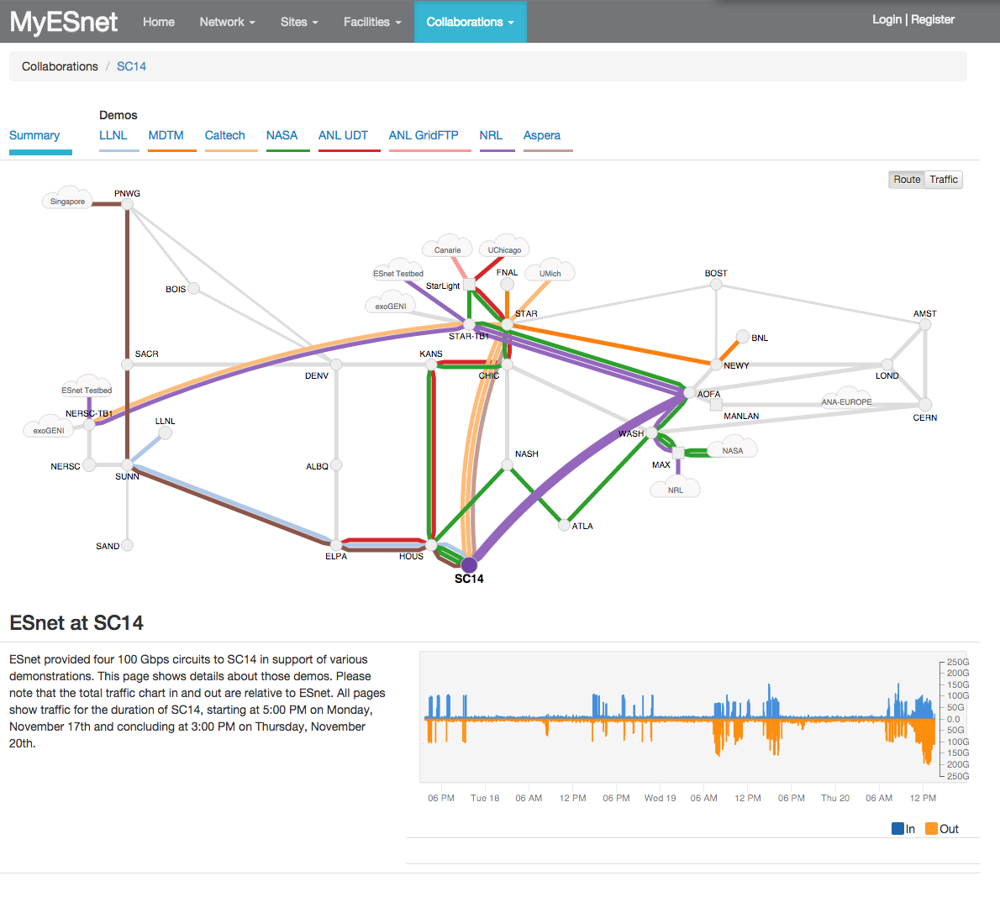 MyESnet Home Network Sites Facilities Collaborations Login | Register
Collaborations / SC14
Demos
Summary LLNL MDTM Caltech NASA ANL UDT ANL GridFTP NRL Aspera
Route Traffic
PNWG
Singapore
Canarie UChicago
ESnet Testbed FNAL UMich BOST
BOIS StarLight
exoGENI
STAR AMST
STAR-TB1 BNL
SACR KANS
DENV CHIC NEWY LOND
ESnet Testbed AOFA
ANA-EUROPE
NERSC-TB1 MANLAN CERN
LLNL
exoGENI WASH
NASA
NERSC ALBQ NASH MAX
SUNN
NRL
ATLA
SAND
ELPA HOUS
SC14
ESnet at SC14
ESnet provided four 100 Gbps circuits to SC14 in support of various
demonstrations. This page shows details about those demos. Please
note that the total traffic chart in and out are relative to ESnet. All pages
show traffic for the duration of SC14, starting at 5:00 PM on Monday,
November 17th and concluding at 3:00 PM on Thursday, November
20th.
250G
200G
150G
100G
50G
0.0
50G
100G
150G
200G
250G
06 PM Tue 18 06 AM 12 PM 06 PM Wed 19 06 AM 12 PM 06 PM Thu 20 06 AM 12 PM
In Out